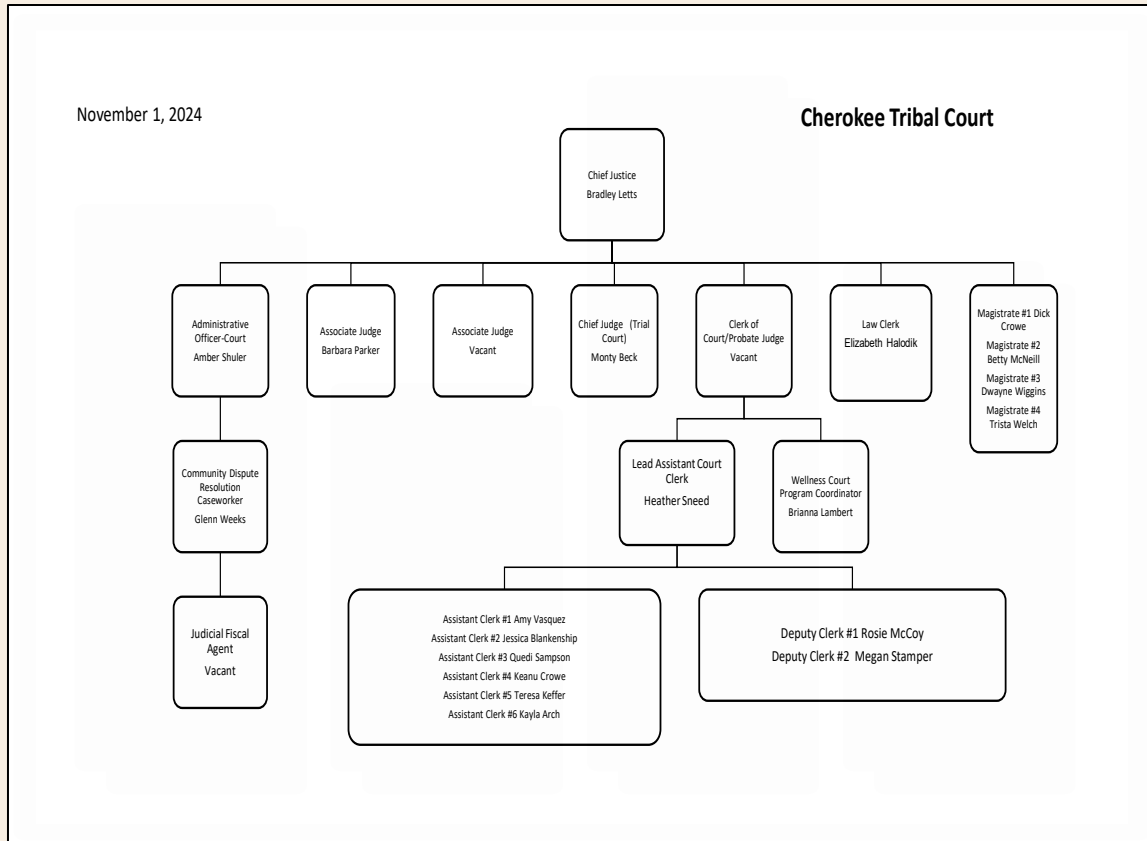 November 1, 2024
Cherokee Tribal Court
Chief Justice
Bradley Letts
Administrative
Officer-Court
Amber Shuler
Associate Judge
Barbara Parker
Associate Judge
Vacant
Chief Judge (Trial
Court)
Monty Beck
Clerk of
Court/Probate Judge
Vacant
Law Clerk
Elizabeth Halodik
Magistrate #1 Dick
Crowe
Magistrate #2
Betty McNeill
Magistrate #3
Dwayne Wiggins
Magistrate #4
Trista Welch
Community Dispute
Resolution
Caseworker
Glenn Weeks
Lead Assistant Court
Clerk
Heather Sneed
Wellness Court
Program Coordinator
Brianna Lambert
Judicial Fiscal
Agent
Vacant
Assistant Clerk #1 Amy Vasquez
Assistant Clerk #2 Jessica Blankenship
Assistant Clerk #3 Quedi Sampson
Assistant Clerk #4 Keanu Crowe
Assistant Clerk #5 Teresa Keffer
Assistant Clerk #6 Kayla Arch
Deputy Clerk #1 Rosie McCoy
Deputy Clerk #2 Megan Stamper